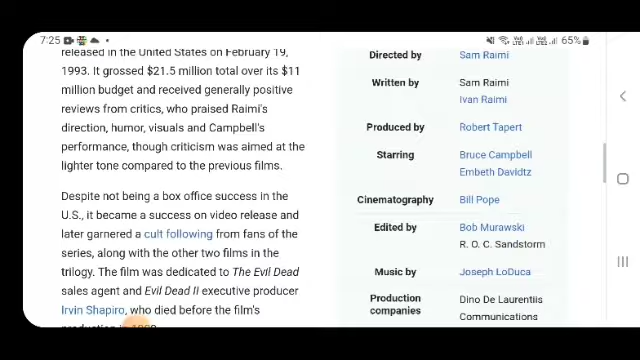 7:25
65%
released in the United States on February 19,
1993. It grossed $21.5 million total over its $11
million budget and received generally positive
reviews from critics, who praised Raimi's
direction, humor, visuals and Campbell's
performance, though criticism was aimed at the
lighter tone compared to the previous films.
Despite not being a box office success in the
U.S., it became a success on video release and
later garnered a cult following from fans of the
series, along with the other two films in the
trilogy. The film was dedicated to The Evil Dead
sales agent and Evil Dead II executive producer
Irvin Shapiro, who died before the film's
Directed by Sam Raimi
Written by Sam Raimi
Ivan Raimi
Produced by Robert Tapert
Starring Bruce Campbell
Embeth Davidtz
Cinematography Bill Pope
Edited by Bob Murawski
R. O. C. Sandstorm
Music by Joseph LoDuca
Production Dino De Laurentiis
companies Communications